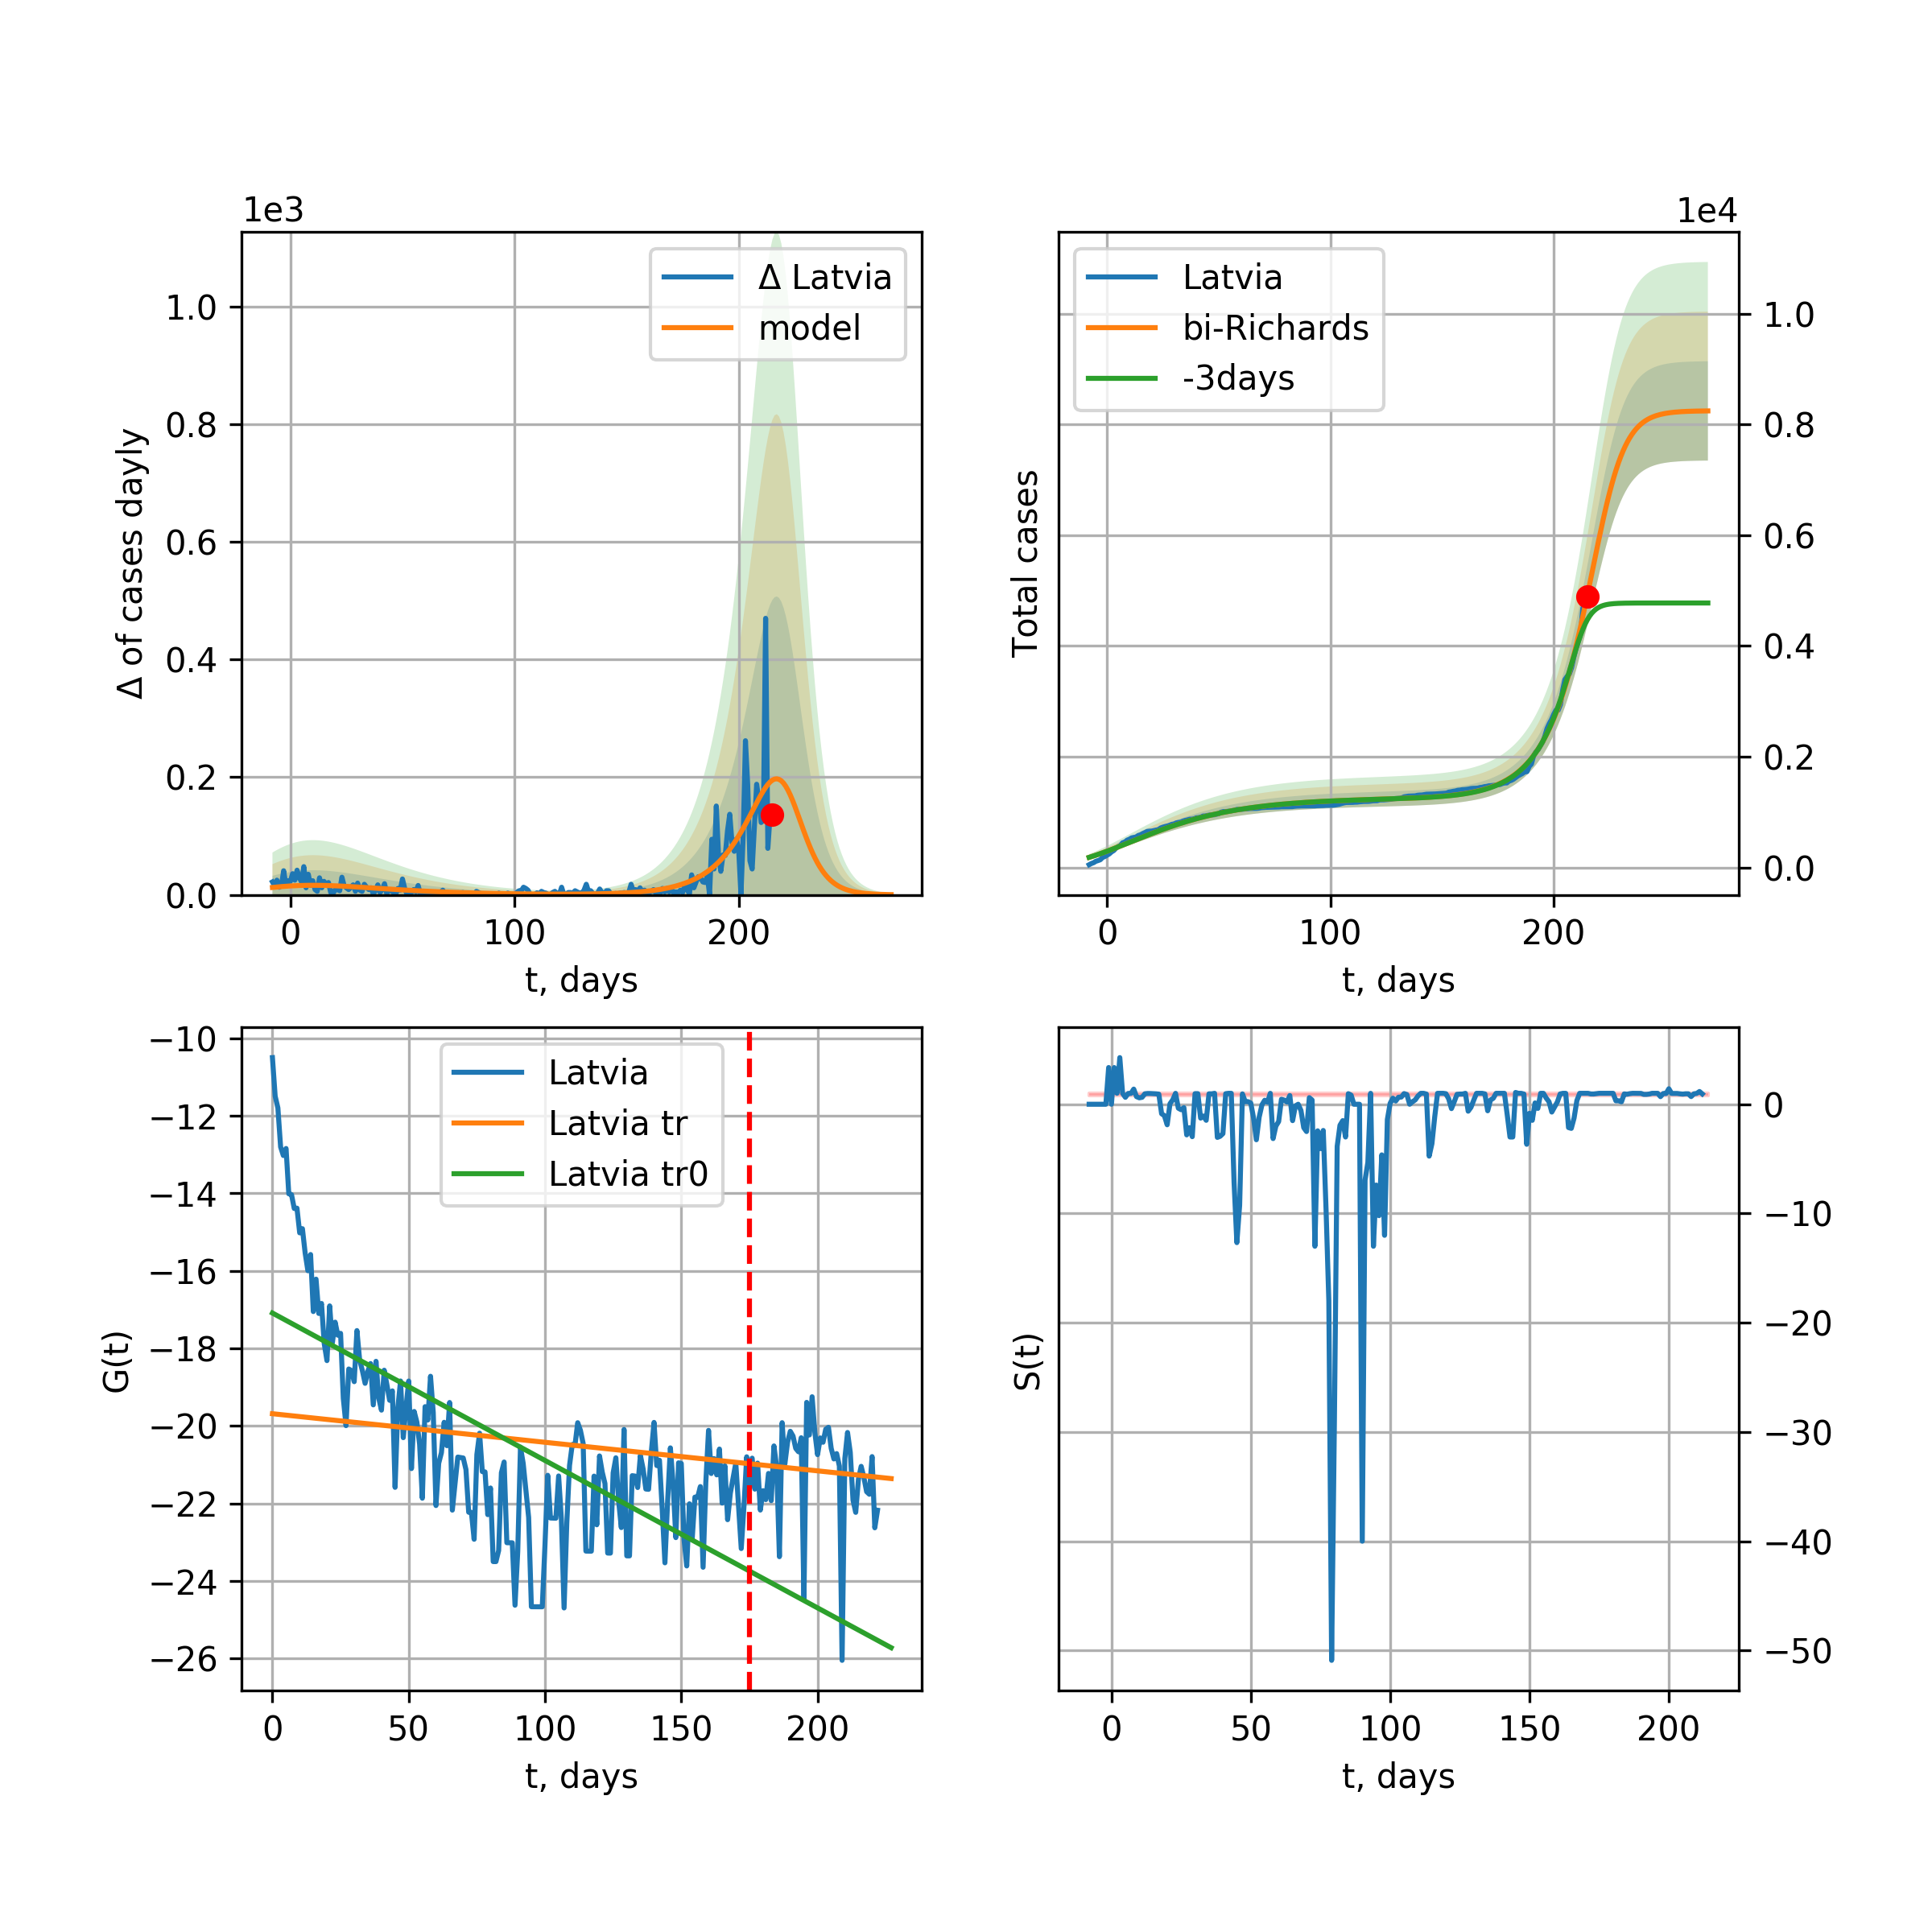 1e3
Δ of cases dayly
1.0
0.8
0.6
0.4
0.2
0.0
Δ Latvia
model
0 100 200
t, days
1e4
Total cases
Latvia
bi-Richards
-3days
1.0
0.8
0.6
0.4
0.2
0.0
0 100 200
t, days
G(t)
−10
−12
−14
−16
−18
−20
−22
−24
−26
Latvia
Latvia tr
Latvia tr0
0 50 100 150 200
t, days
S(t)
0
−10
−20
−30
−40
−50
0 50 100 150 200
t, days